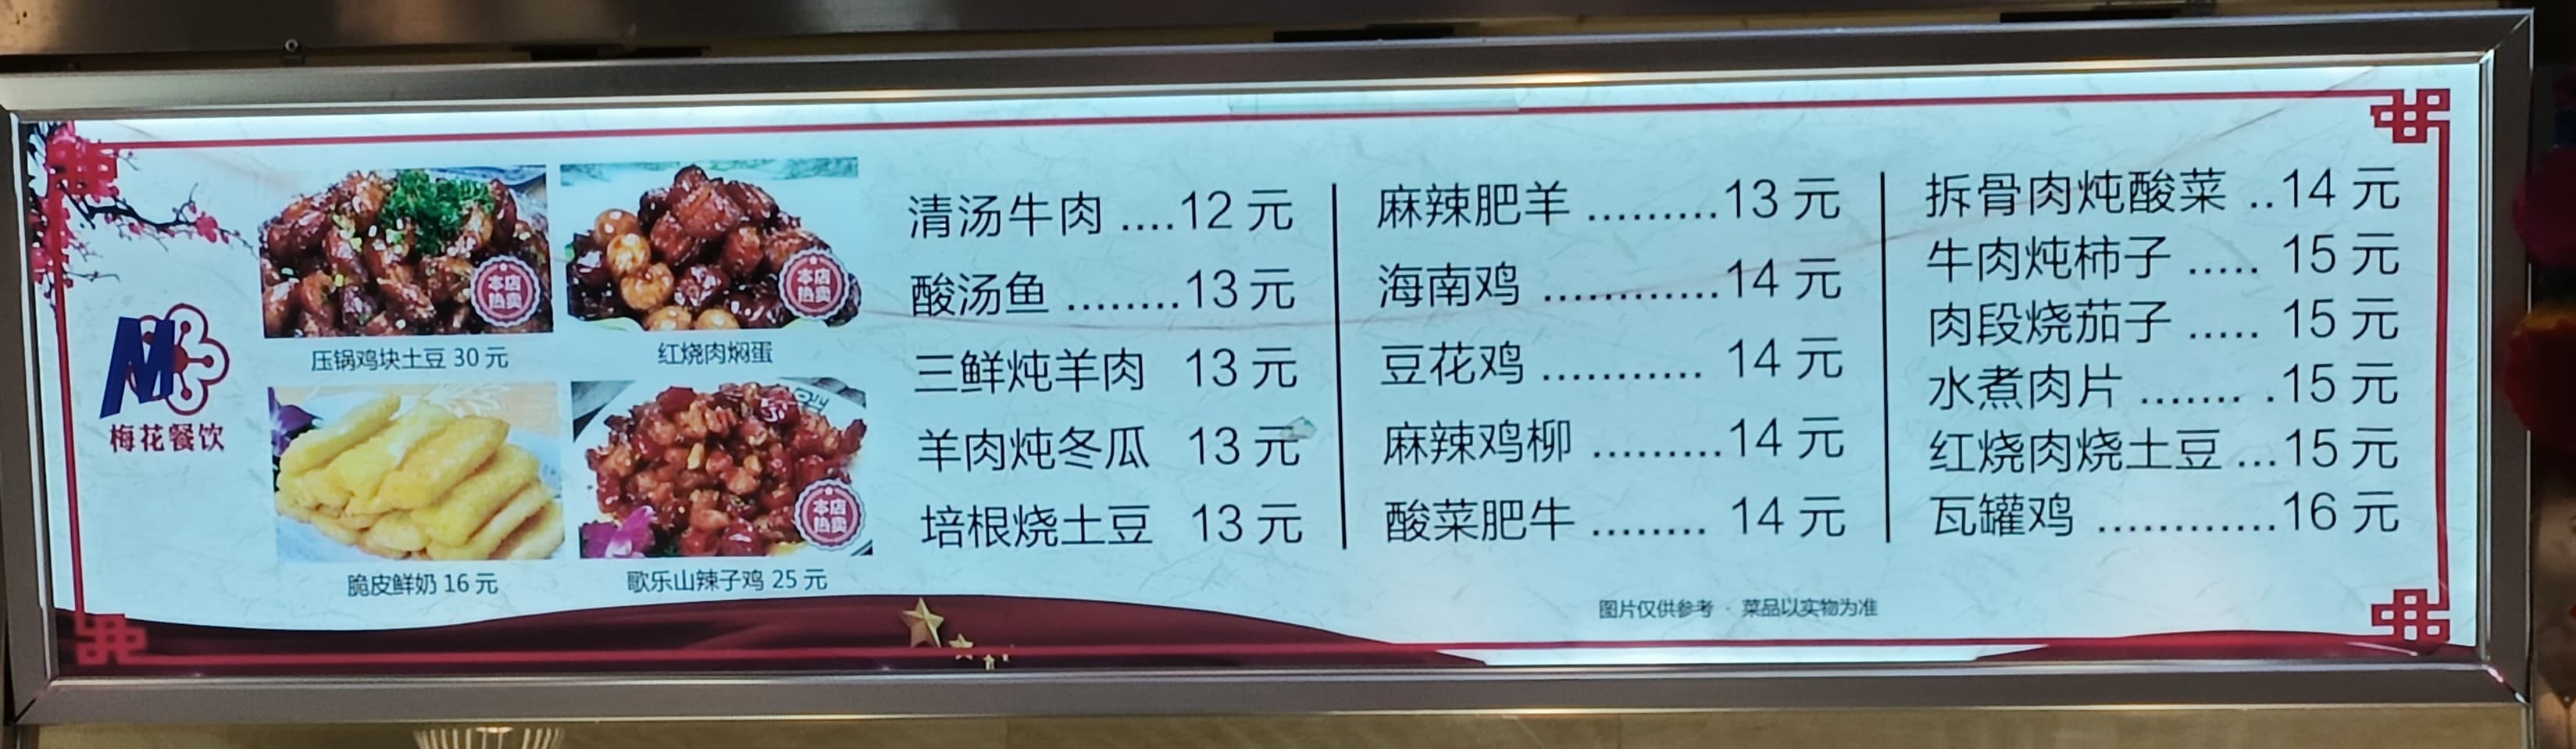 梅花餐饮
本店
热卖
压锅鸡块土豆 30 元
本店
热卖
红烧肉焖蛋
脆皮鲜奶 16 元
本店
热卖
歌乐山辣子鸡 25 元
清汤牛肉 ....12 元
酸汤鱼 ........13 元
三鲜炖羊肉 13 元
羊肉炖冬瓜 13 元
培根烧土豆 13 元
麻辣肥羊 .........13 元
海南鸡 ............14 元
豆花鸡 ........... 14 元
麻辣鸡柳 .........14 元
酸菜肥牛 ........ 14 元
拆骨肉炖酸菜 ..14 元
牛肉炖柿子 ..... 15 元
肉段烧茄子 ..... 15 元
水煮肉片 ....... .15 元
红烧肉烧土豆 ...15 元
瓦罐鸡 ............16 元
图片仅供参考 · 菜品以实物为准